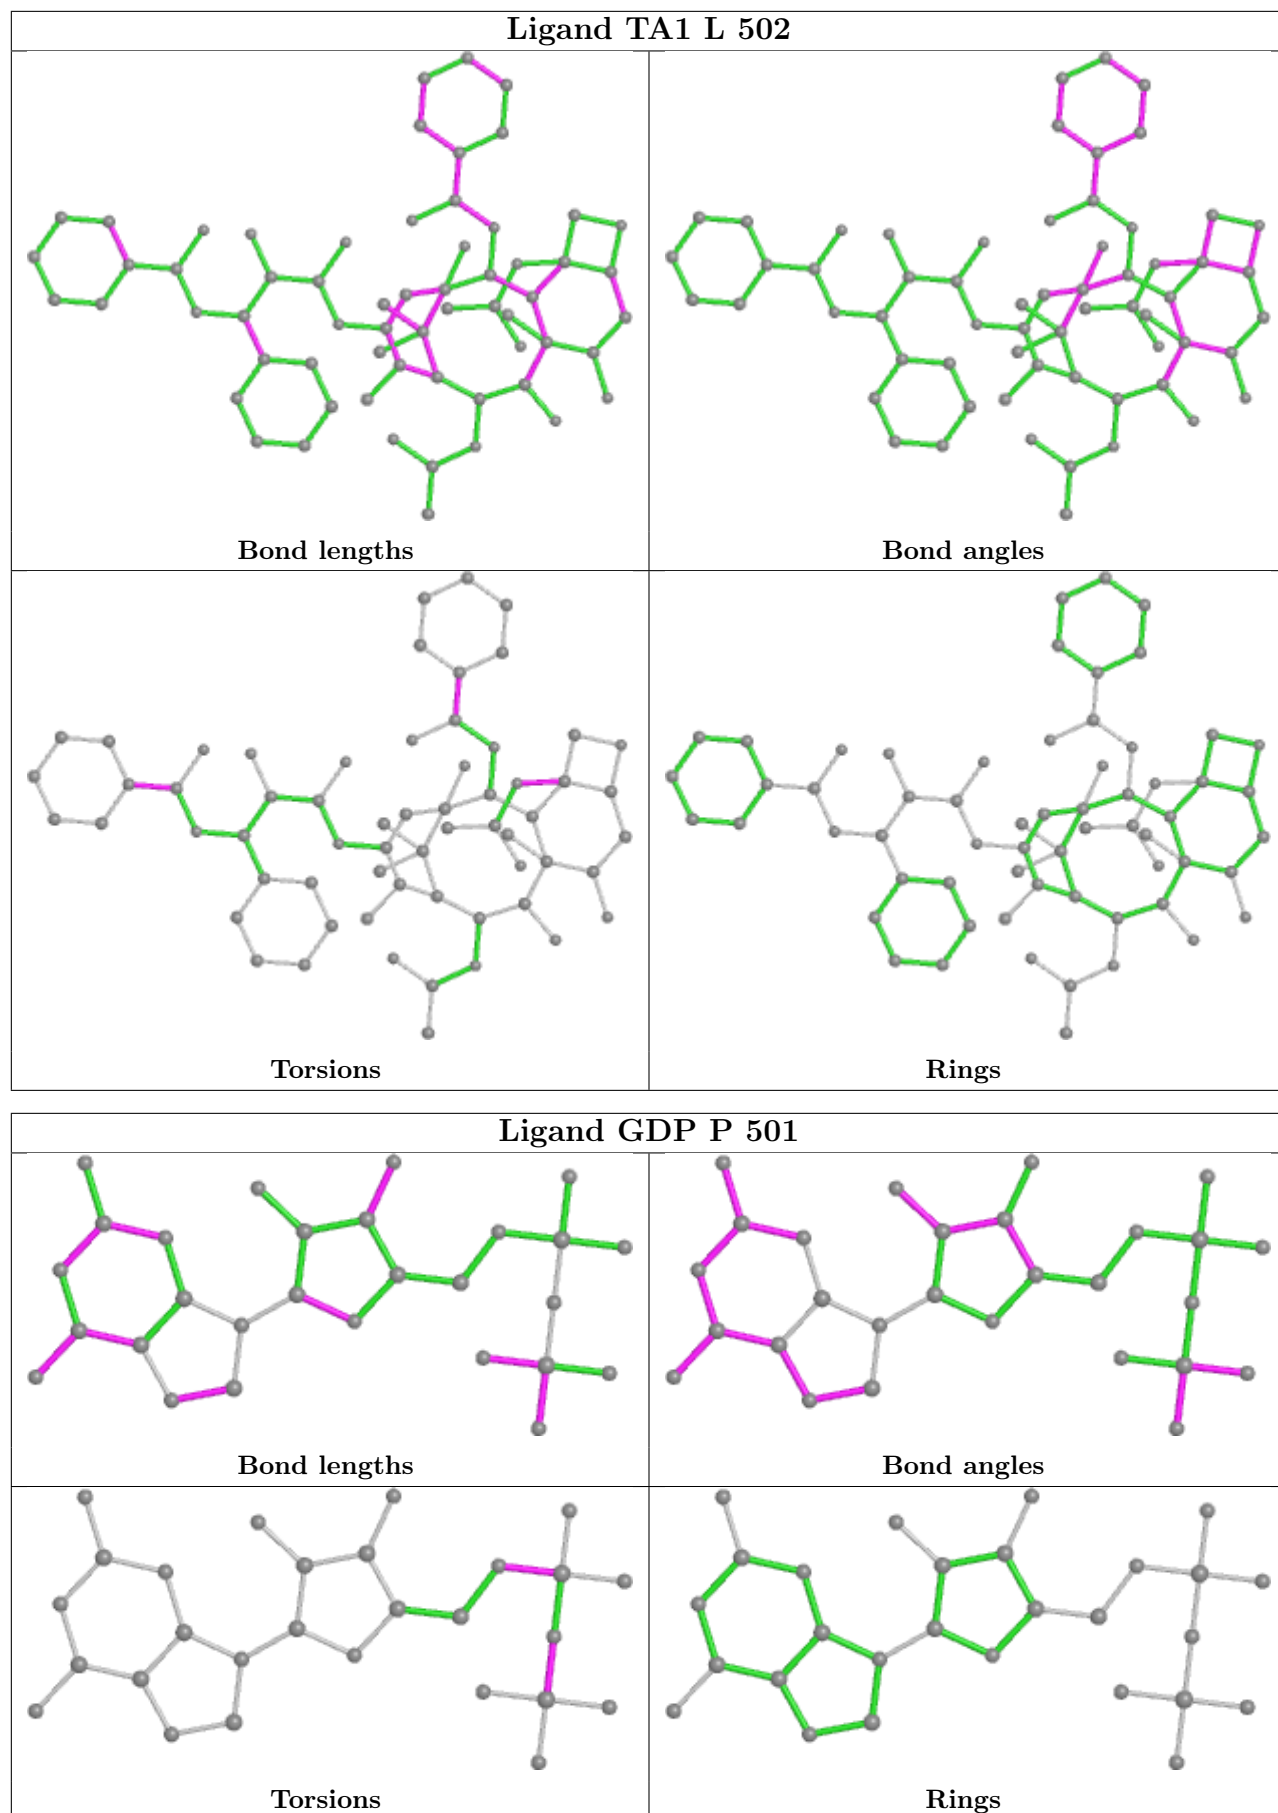 Ligand TA1 L 502
Bond lengths
Bond angles
Torsions
Rings
Ligand GDP P 501
Bond lengths
Bond angles
Torsions
Rings